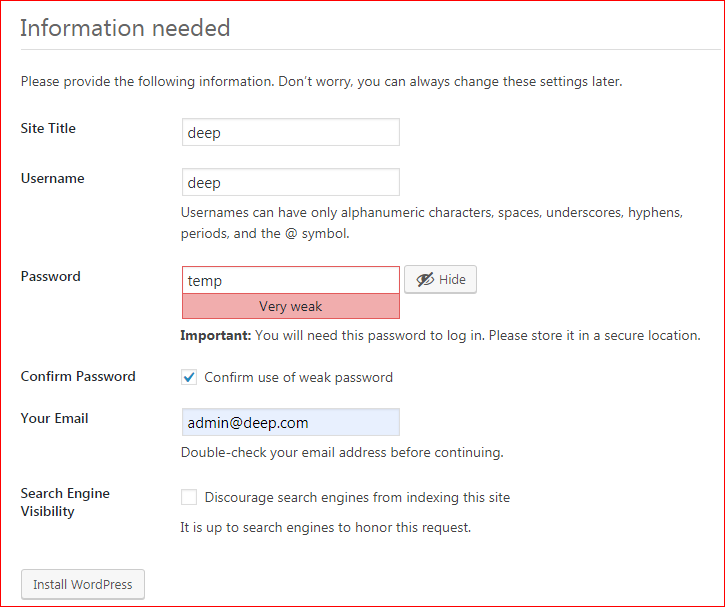 Information needed
Please provide the following information. Don’t worry, you can always change these settings later.
Site Title
deep
Username
deep
Usernames can have only alphanumeric characters, spaces, underscores, hyphens,
periods, and the @ symbol.
Password
temp
Hide
Very weak
Important: You will need this password to log in. Please store it in a secure location.
Confirm Password
Confirm use of weak password
Your Email
admin@deep.com
Double-check your email address before continuing.
Search Engine
Visibility
Discourage search engines from indexing this site
It is up to search engines to honor this request.
Install WordPress